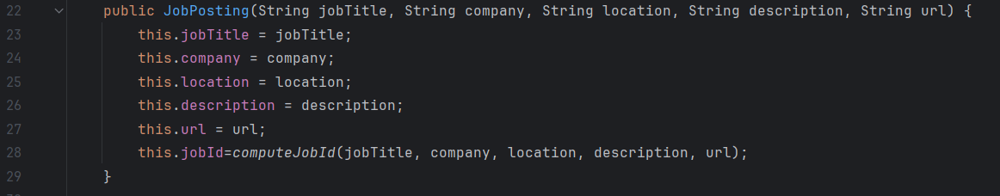 22 public JobPosting(String jobTitle, String company, String location, String description, String url) {
23 this.jobTitle = jobTitle;
24 this.company = company;
25 this.location = location;
26 this.description = description;
27 this.url = url;
28 this.jobId=computeJobId(jobTitle, company, location, description, url);
29 }